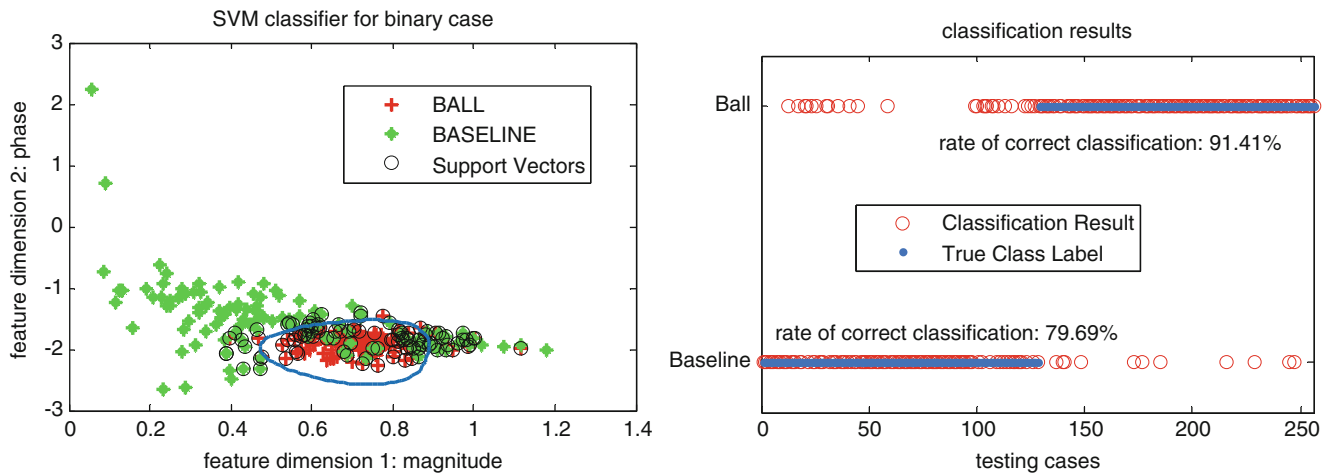 SVM classifier for binary case
3
2
1
0
-1
-2
-3
feature dimension 2: phase
BALL
BASELINE
Support Vectors
0
0.2
0.4
0.6
0.8
1
1.2
1.4
feature dimension 1: magnitude
classification results
Ball
rate of correct classification: 91.41%
Classification Result
True Class Label
rate of correct classification: 79.69%
Baseline
0
50
100
150
200
250
testing cases